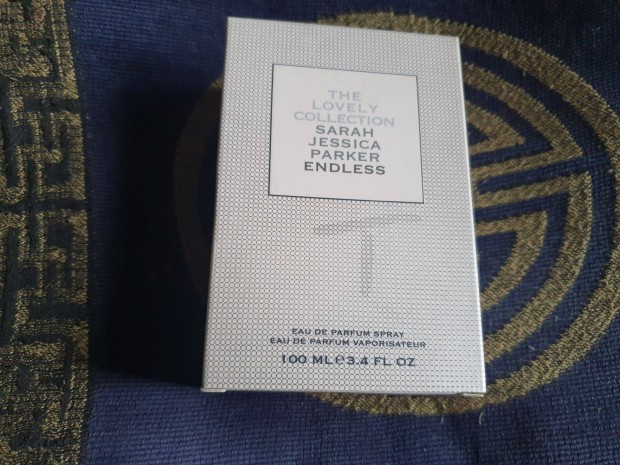 THE
LOVELY
COLLECTION
SARAH
JESSICA
PARKER
ENDLESS
EAU DE PARFUM SPRAY
EAU DE PARFUM VAPORISATEUR
100 ML℮3.4 FL OZ